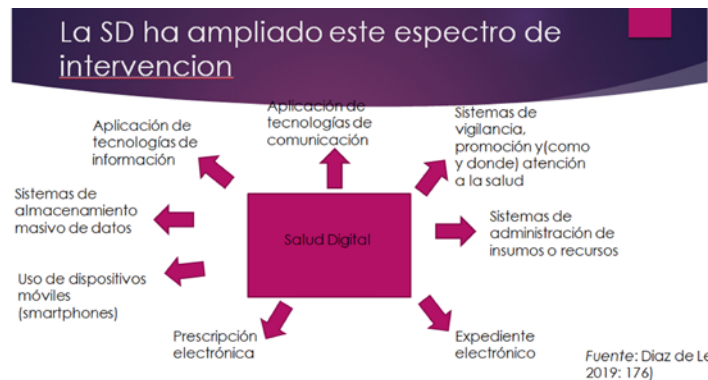 La SD ha ampliado este espectro de
intervencion
Aplicación de
tecnologías de
información
Aplicación de
tecnologías de
comunicación
Sistemas de
vigilancia,
promoción y(como
y donde) atención
a la salud
Sistemas de
almacenamiento
masivo de datos
Salud Digital
Sistemas de
administración de
insumos o recursos
Uso de dispositivos
móviles
(smartphones)
Prescripción
electrónica
Expediente
electrónico
Fuente: Diaz de Le
2019: 176)